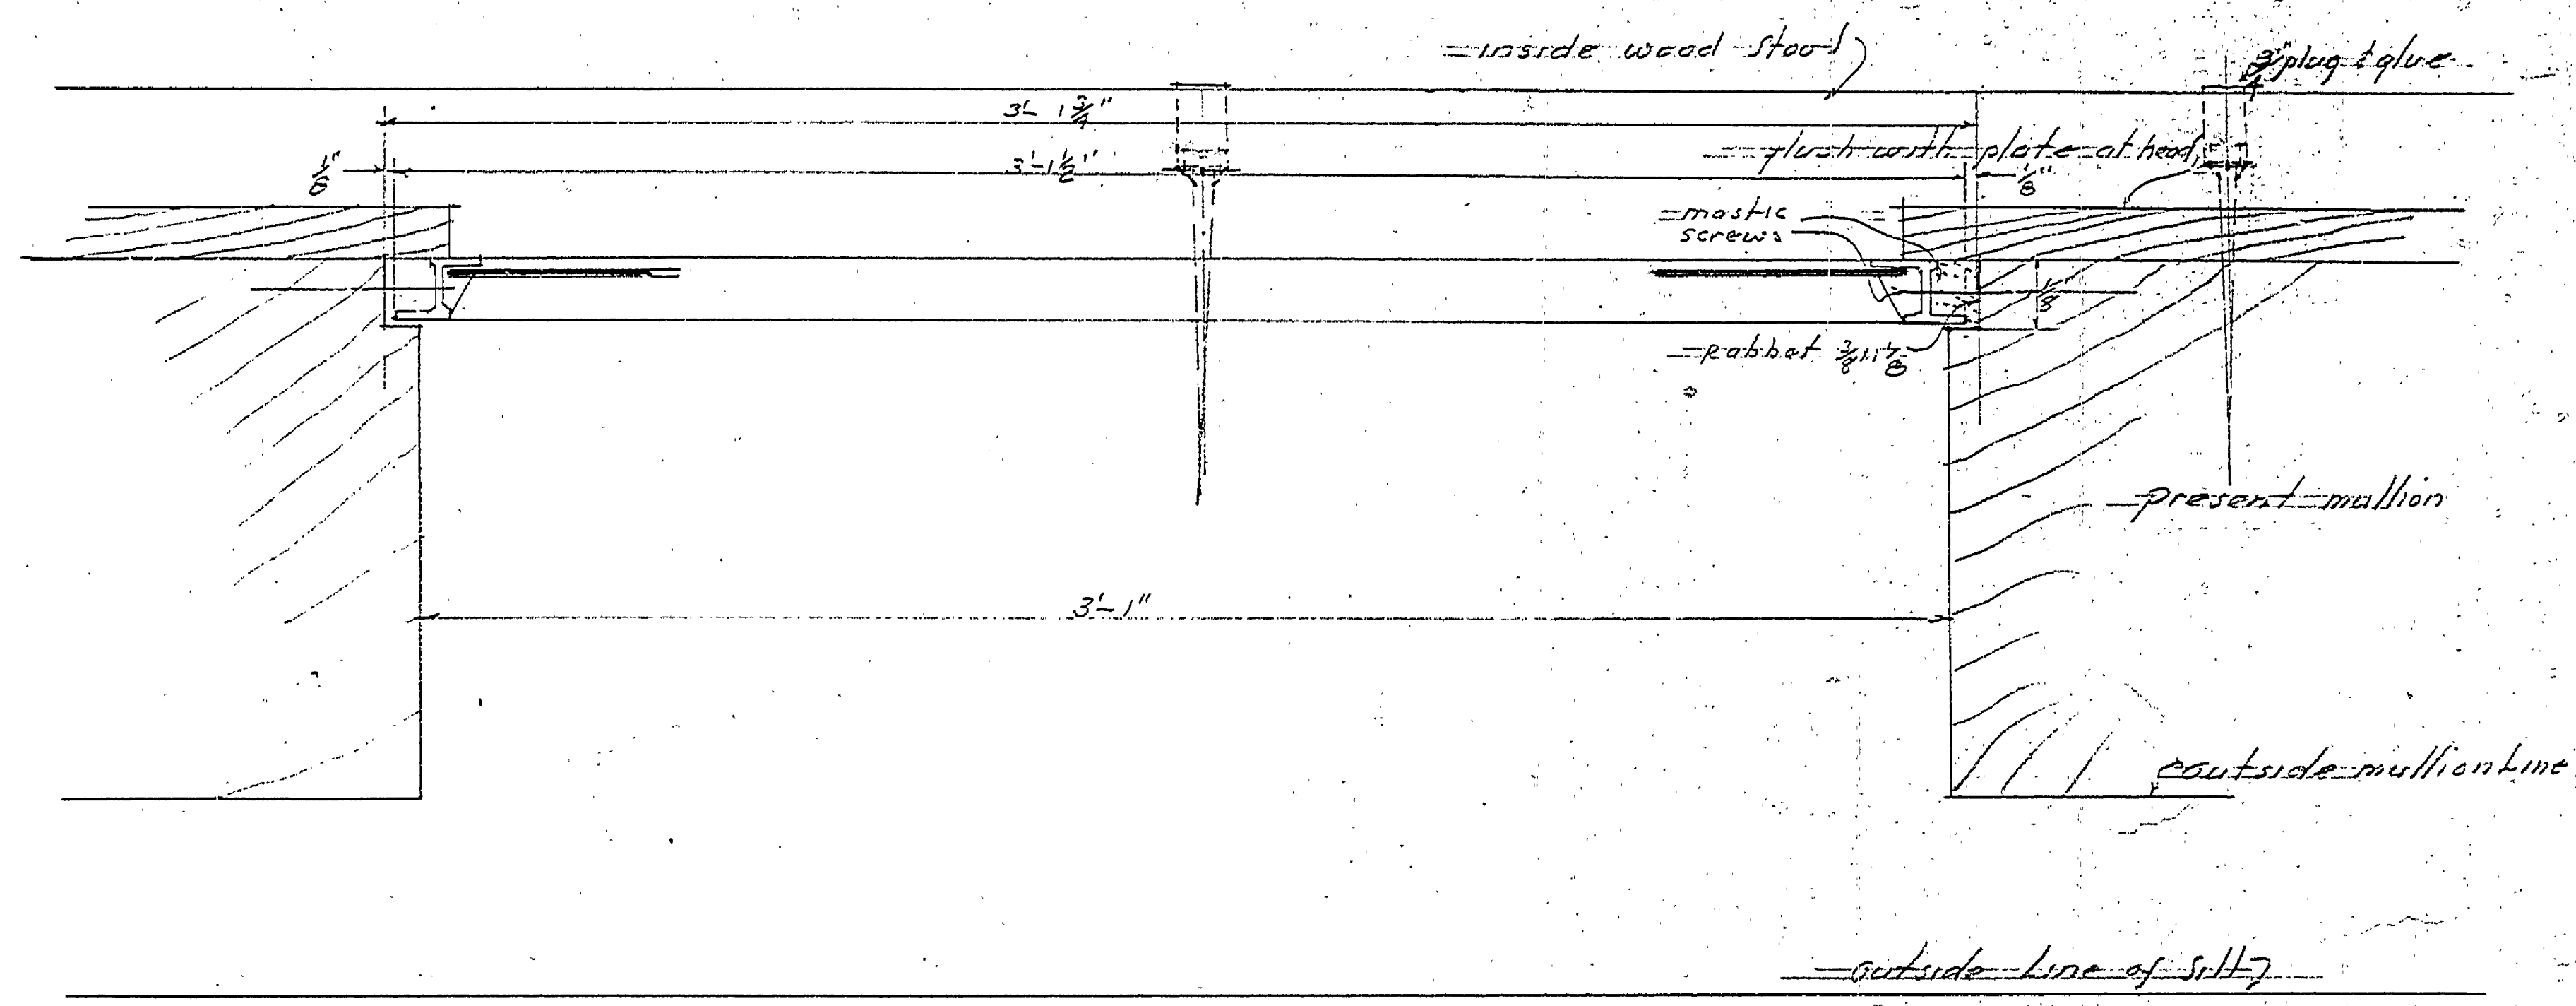 inside wood stool
3/4" plug & glue
3'-1 3/4"
flush with plate at head
1/8"
3'-1 1/2"
1/8"
mastic
screws
Rabbet 3/8 x 1 1/8
present mullion
3'-1"
outside mullion Line
outside Line of Sill